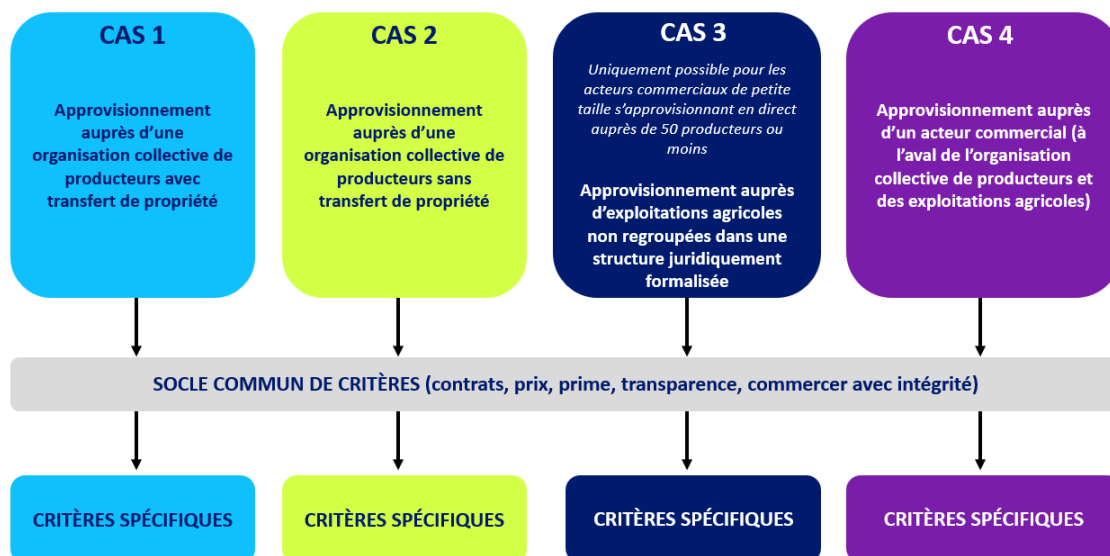 CAS 1
Approvisionnement
auprès d’une
organisation collective de
producteurs avec
transfert de propriété
CAS 2
Approvisionnement
auprès d’une
organisation collective de
producteurs sans
transfert de propriété
CAS 3
Uniquement possible pour les
acteurs commerciaux de petite
taille s’approvisionnant en direct
auprès de 50 producteurs ou
moins
Approvisionnement auprès
d’exploitations agricoles
non regroupées dans une
structure juridiquement
formalisée
CAS 4
Approvisionnement auprès
d’un acteur commercial (à
l’aval de l’organisation
collective de producteurs et
des exploitations agricoles)
SOCLE COMMUN DE CRITÈRES (contrats, prix, prime, transparence, commercer avec intégrité)
CRITÈRES SPÉCIFIQUES
CRITÈRES SPÉCIFIQUES
CRITÈRES SPÉCIFIQUES
CRITÈRES SPÉCIFIQUES